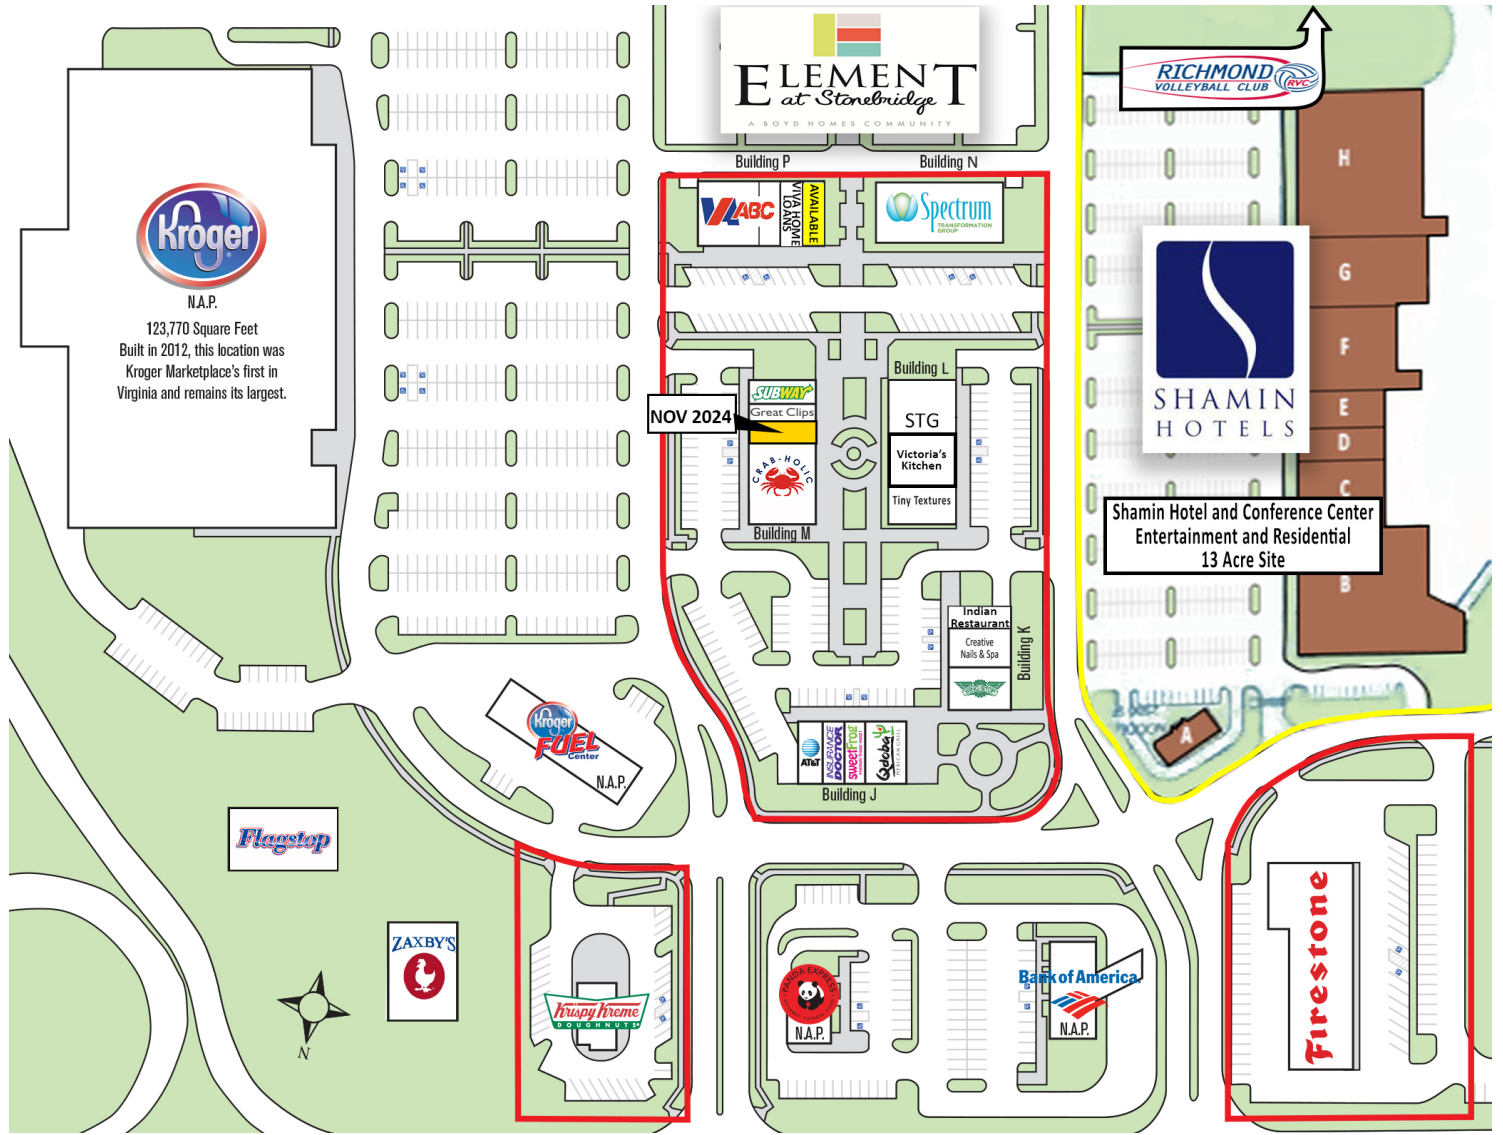 ELEMENT
at Stonebridge
A BOYD HOMES COMMUNITY
RICHMOND
VOLLEYBALL CLUB
RVC
Building P
Building N
VA ABC
VIVA HOME
LOANS
AVAILABLE
Spectrum
TRANSFORMATION
GROUP
Kroger
N.A.P.
123,770 Square Feet
Built in 2012, this location was
Kroger Marketplace's first in
Virginia and remains its largest.
H
G
F
E
D
C
B
A
SHAMIN
HOTELS
Shamin Hotel and Conference Center
Entertainment and Residential
13 Acre Site
Building L
SUBWAY
Great Clips
NOV 2024
CRAB-HOLIC
Building M
STG
Victoria's
Kitchen
Tiny Textures
Indian
Restaurant
Creative
Nails & Spa
WINGSTOP
Building K
Kroger
FUEL
Center
N.A.P.
AT&T
INSURANCE
DOCTOR
sweetFrog
Qdoba
MEXICAN GRILL
Building J
Flagstop
ZAXBY'S
N
Krispy Kreme
DOUGHNUTS
PANDA EXPRESS
N.A.P.
Bank of America.
N.A.P.
Firestone